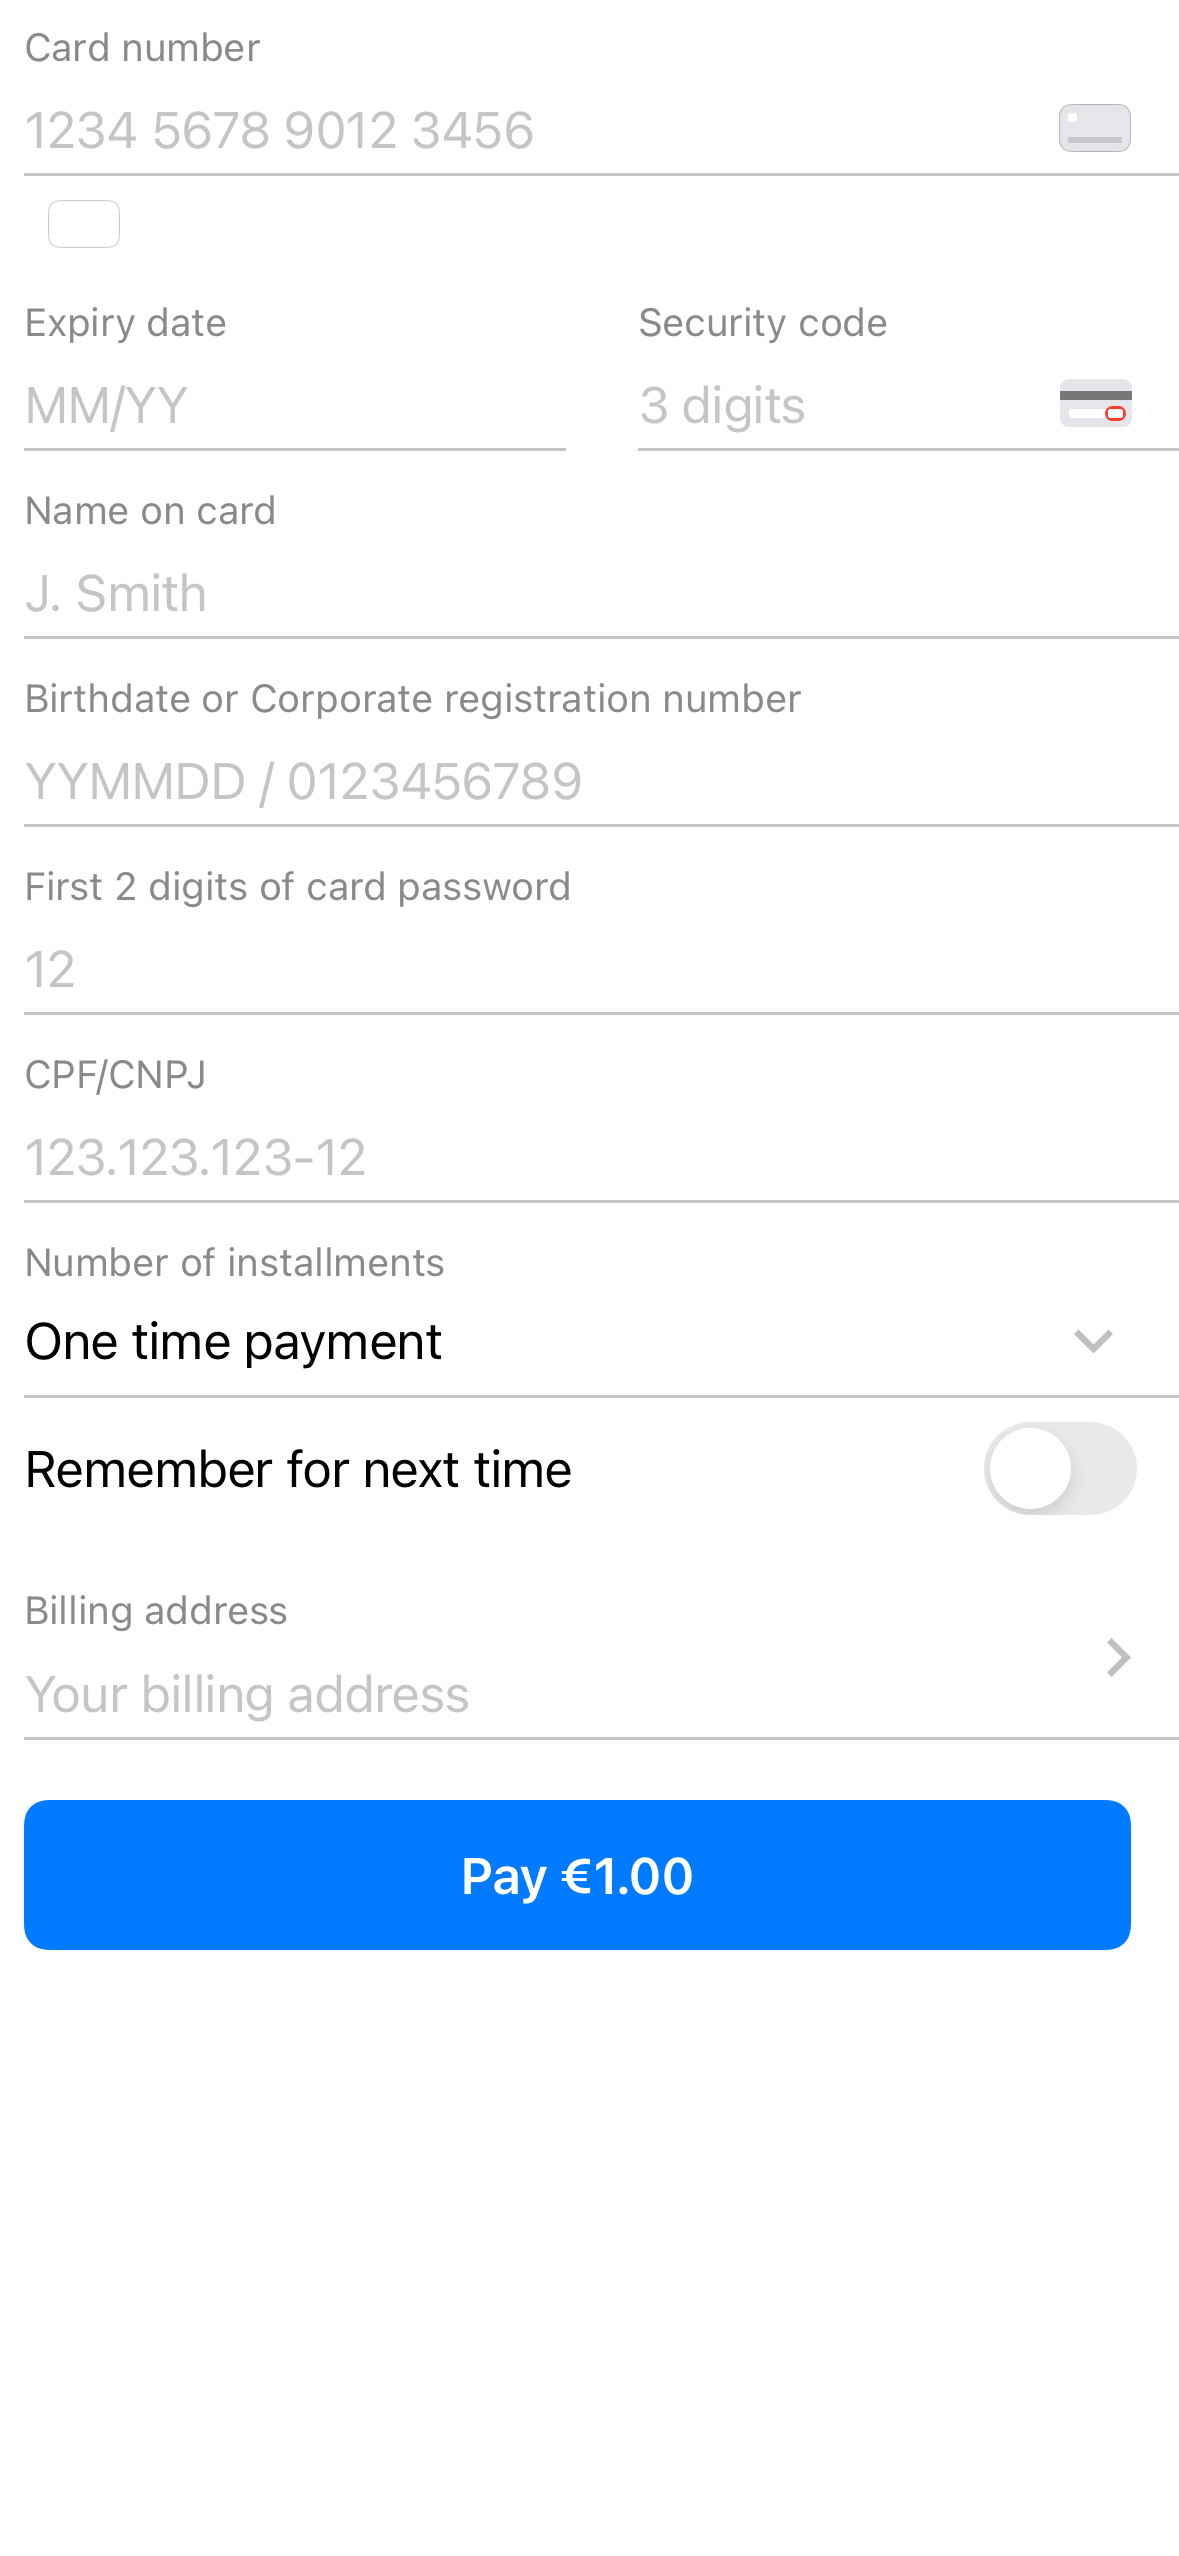 Card number
1234 5678 9012 3456
Expiry date
Security code
MM/YY
3 digits
Name on card
J. Smith
Birthdate or Corporate registration number
YYMMDD / 0123456789
First 2 digits of card password
12
CPF/CNPJ
123.123.123-12
Number of installments
One time payment
Remember for next time
Billing address
Your billing address
Pay €1.00